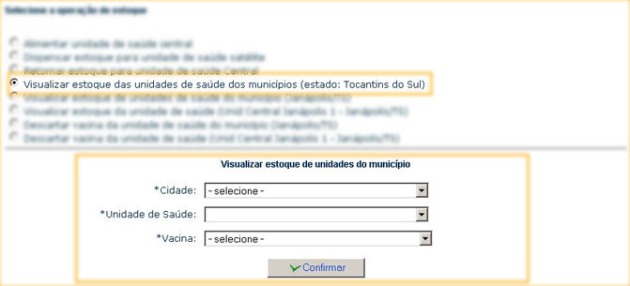 Selecione a operação de estoque
Alimentar unidade de saúde central
Dispensar estoque para unidade de saúde satélite
Retornar estoque para unidade de saúde Central
Visualizar estoque das unidades de saúde dos municípios (estado: Tocantins do Sul)
Visualizar estoque de unidades de saúde do município (Janápolis/TS)
Visualizar estoque da unidade de saúde (Unid Central Janápolis 1 - Janápolis/TS)
Descartar vacina da unidade de saúde do município (Janápolis/TS)
Descartar vacina da unidade de saúde (Unid Central Janápolis 1 - Janápolis/TS)
Visualizar estoque de unidades do município
*Cidade: - selecione -
*Unidade de Saúde:
*Vacina: - selecione -
Confirmar